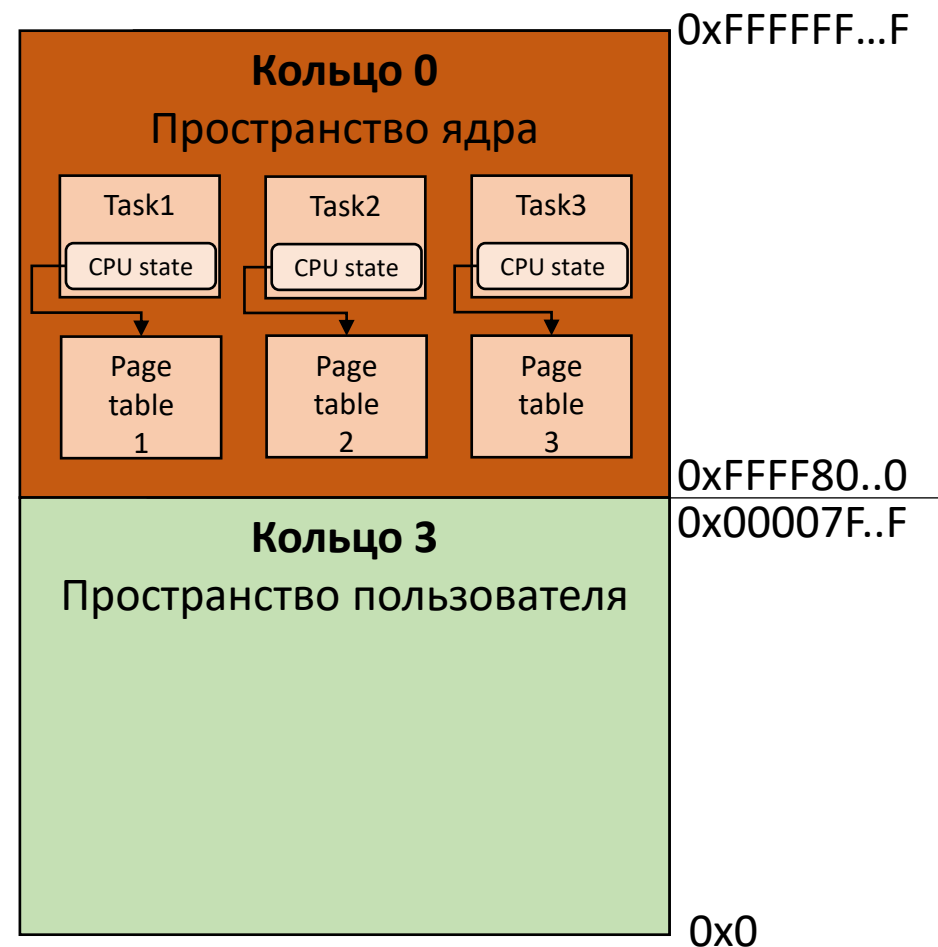 0xFFFFFF...F
Кольцо 0
Пространство ядра
Task1
CPU state
Task2
CPU state
Task3
CPU state
Page
table
1
Page
table
2
Page
table
3
0xFFFF80..0
0x00007F..F
Кольцо 3
Пространство пользователя
0x0